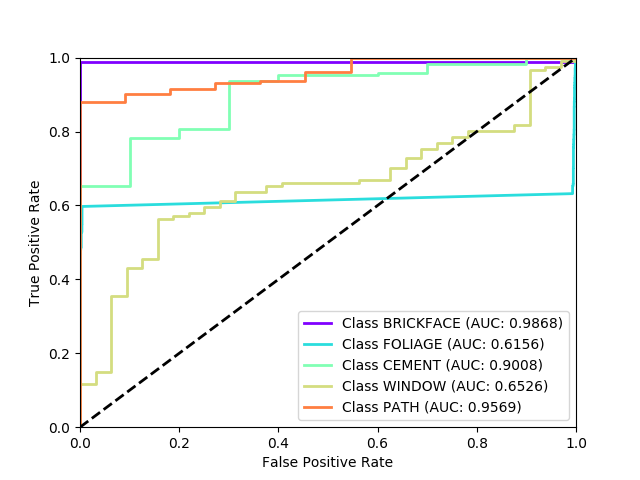 1.0
0.8
0.6
0.4
0.2
0.0
True Positive Rate
Class BRICKFACE (AUC: 0.9868)
Class FOLIAGE (AUC: 0.6156)
Class CEMENT (AUC: 0.9008)
Class WINDOW (AUC: 0.6526)
Class PATH (AUC: 0.9569)
0.0 0.2 0.4 0.6 0.8 1.0
False Positive Rate